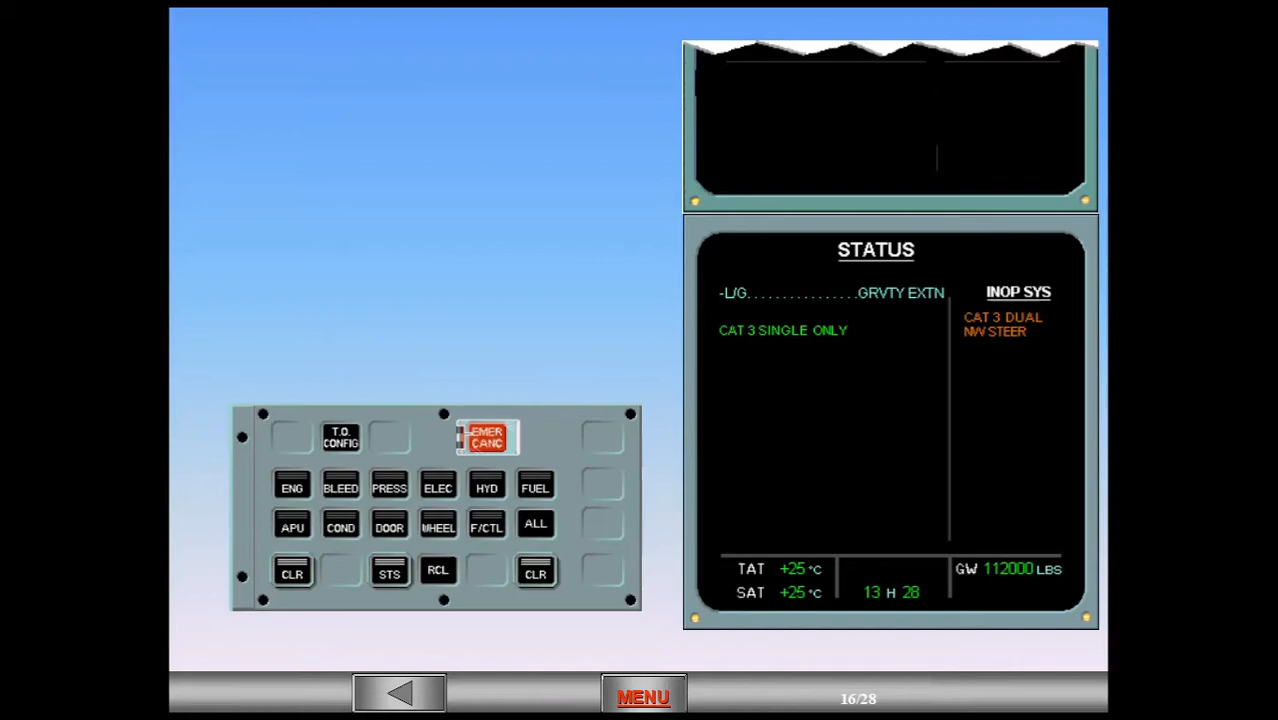 STATUS
-L/G................GRVTY EXTN
INOP SYS
CAT 3 SINGLE ONLY
CAT 3 DUAL
NW STEER
T.O.
CONFIG
EMER
CANC
ENG BLEED PRESS ELEC HYD FUEL
APU COND DOOR WHEEL F/CTL ALL
CLR STS RCL CLR
TAT +25 °C
GW 112000 LBS
SAT +25 °C
13 H 28
MENU
16/28